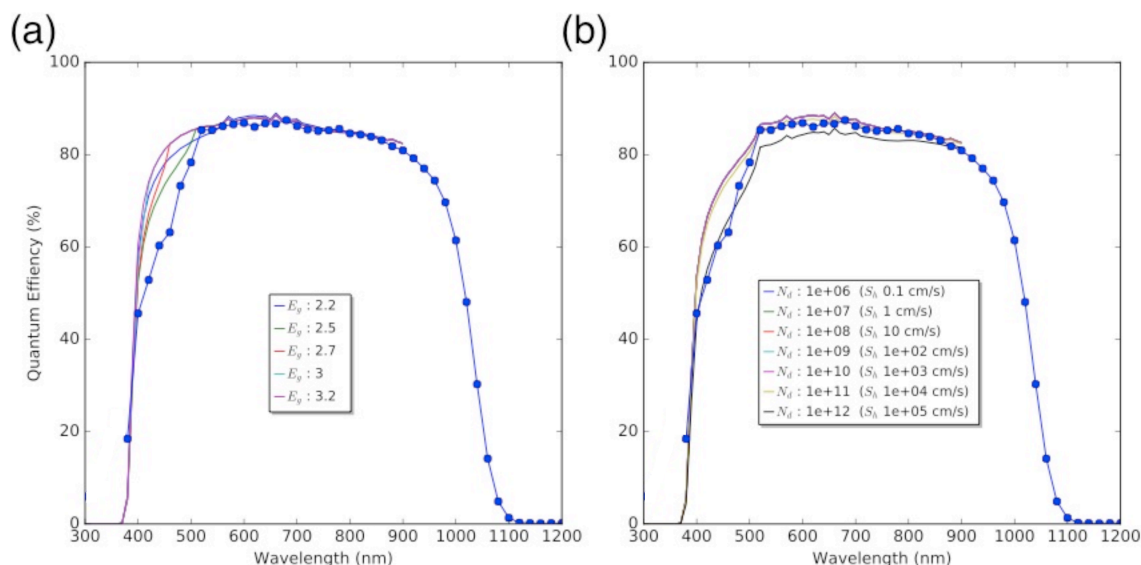 (a)
(b)
100
80
60
40
20
0
Quantum Effiency (%)
E_g : 2.2
E_g : 2.5
E_g : 2.7
E_g : 3
E_g : 3.2
300 400 500 600 700 800 900 1000 1100 1200
Wavelength (nm)
100
80
60
40
20
0
N_d : 1e+06 (S_h 0.1 cm/s)
N_d : 1e+07 (S_h 1 cm/s)
N_d : 1e+08 (S_h 10 cm/s)
N_d : 1e+09 (S_h 1e+02 cm/s)
N_d : 1e+10 (S_h 1e+03 cm/s)
N_d : 1e+11 (S_h 1e+04 cm/s)
N_d : 1e+12 (S_h 1e+05 cm/s)
300 400 500 600 700 800 900 1000 1100 1200
Wavelength (nm)